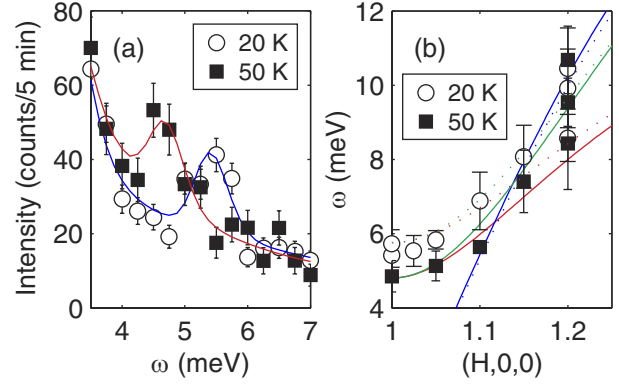 (a)
20 K
50 K
80
60
40
20
0
4
5
6
7
Intensity (counts/5 min)
ω (meV)
(b)
20 K
50 K
12
10
8
6
4
1
1.1
1.2
ω (meV)
(H,0,0)